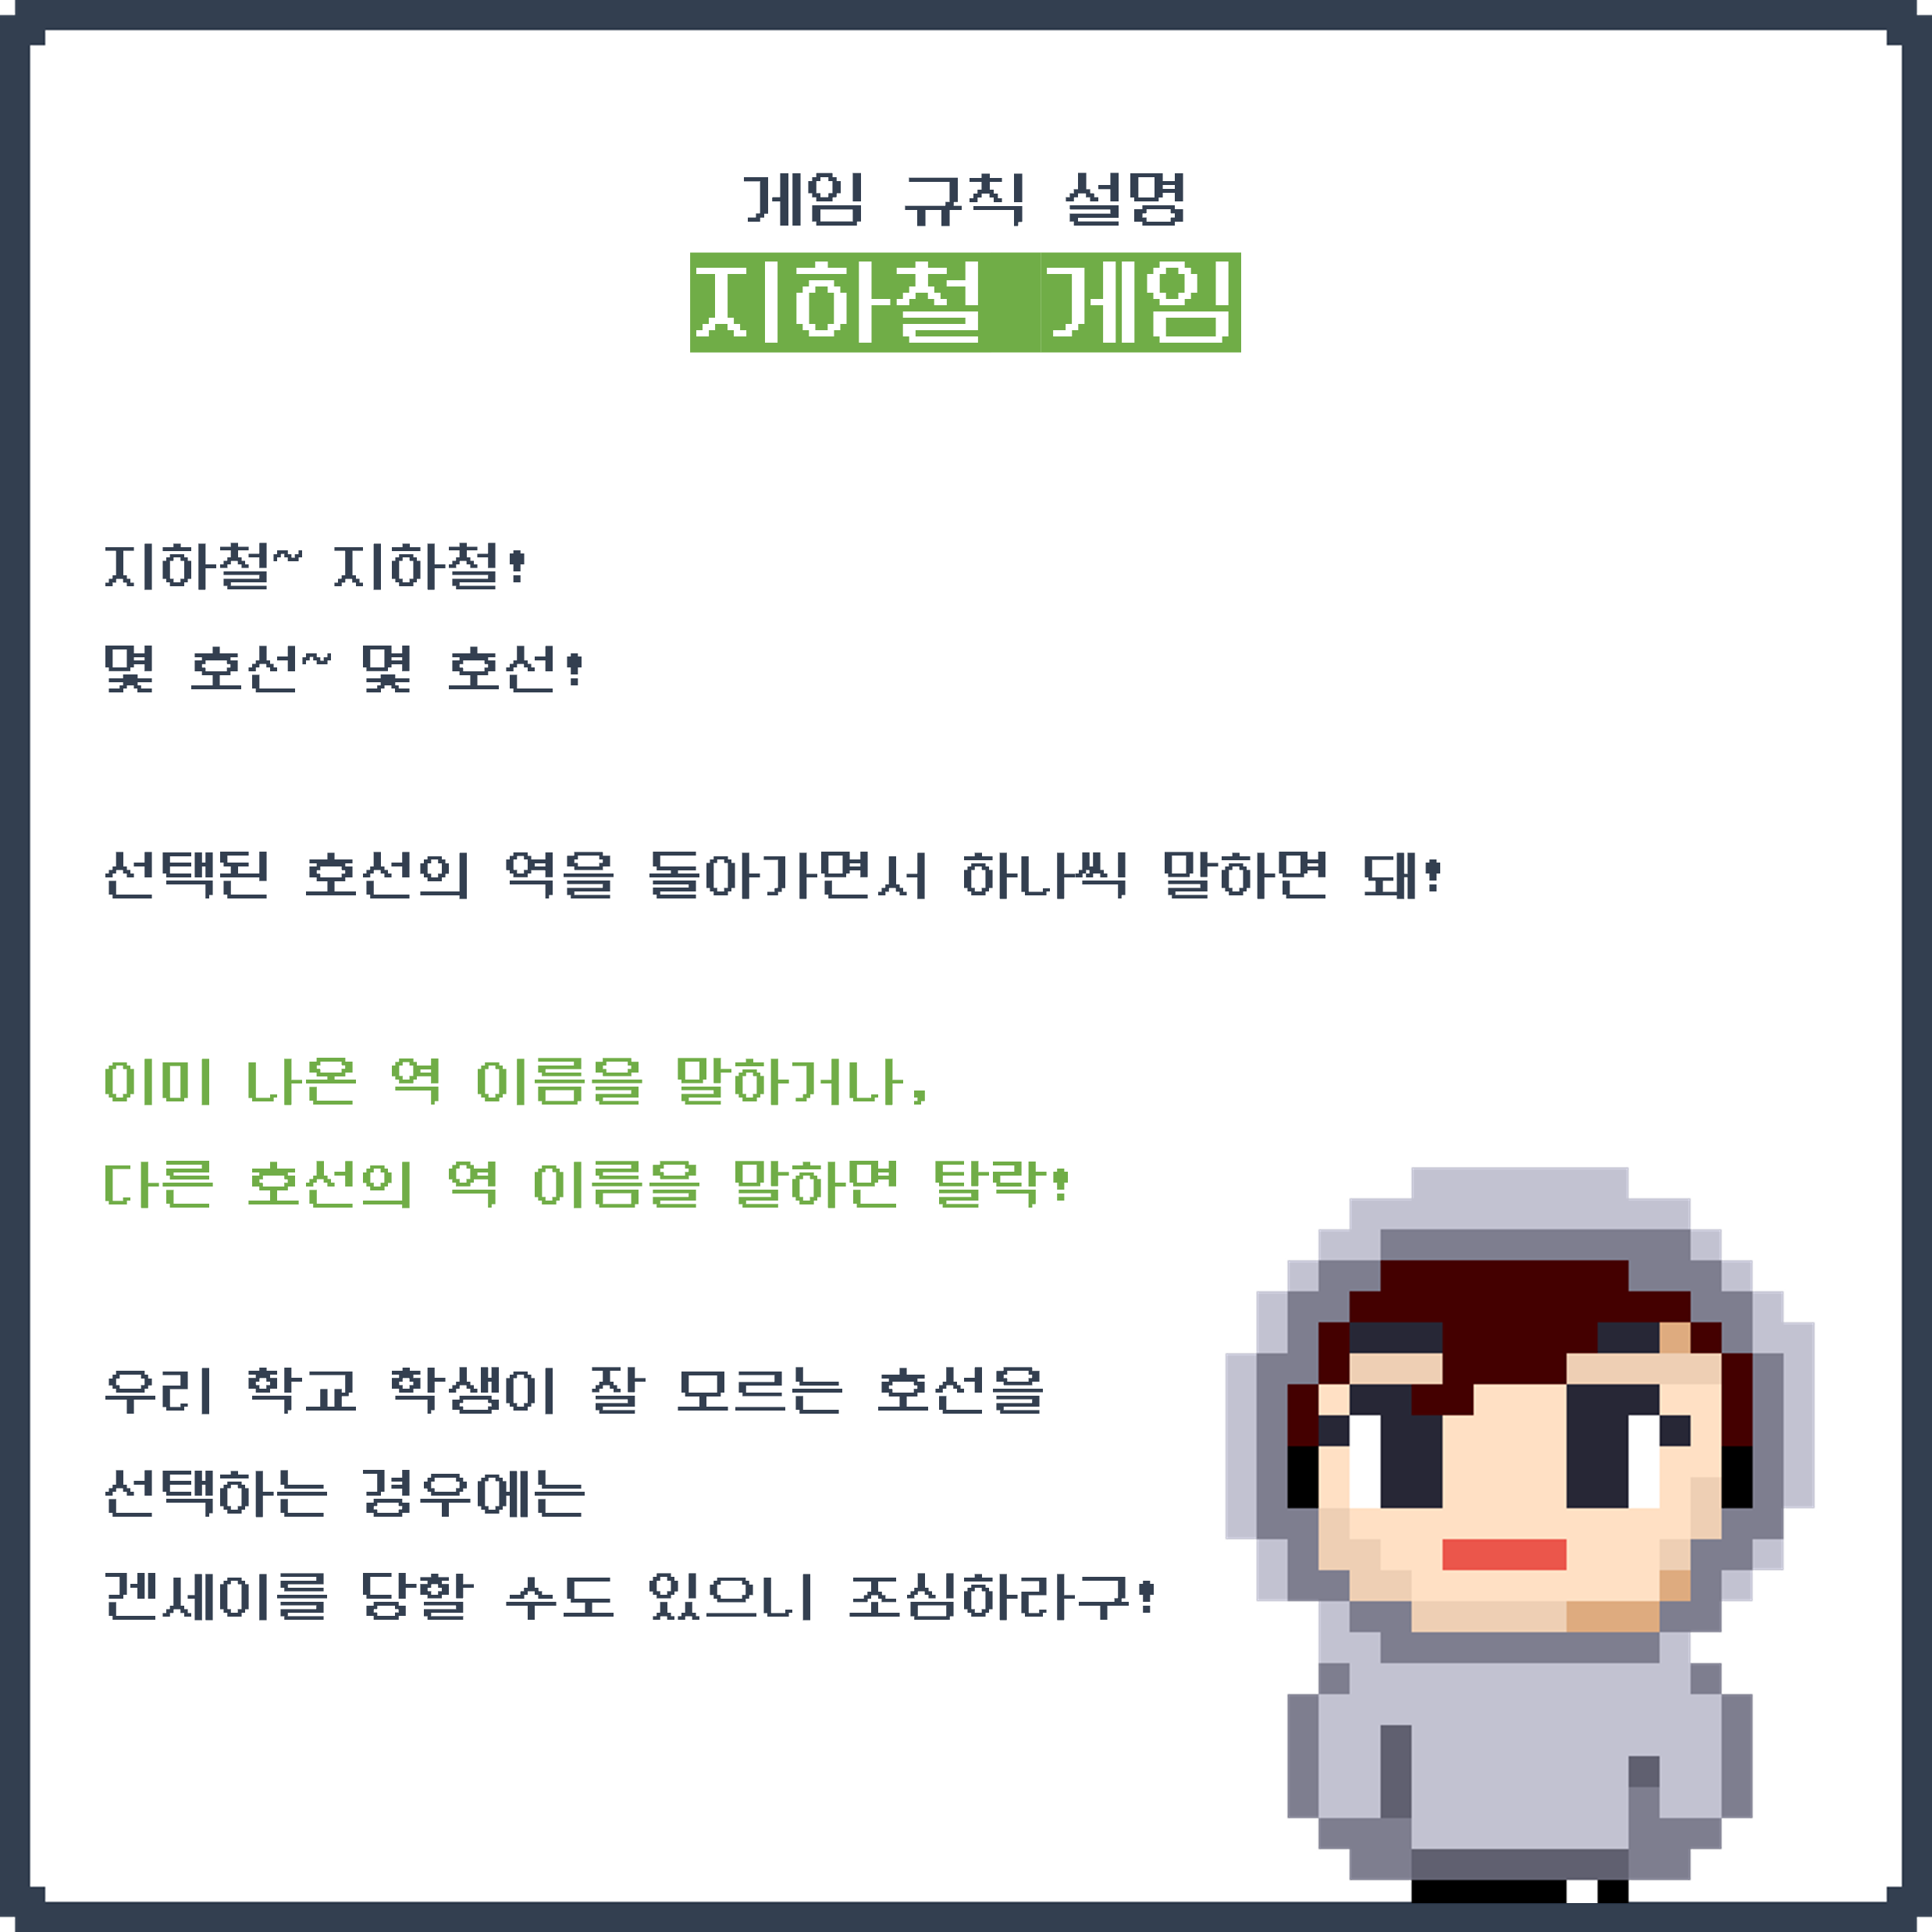 게임 규칙 설명
지하철 게임
지하철~ 지하철!
몇 호선~ 몇 호선!
선택된 호선의 역을 돌아가면서 하나씩 말하면 돼!
이미 나온 역 이름을 말하거나,
다른 호선의 역 이름을 말하면 탈락!
우리 학교 학생이 잘 모르는 호선을
선택하는 경우에는
갠세이를 당할 수도 있으니 조심하라구!